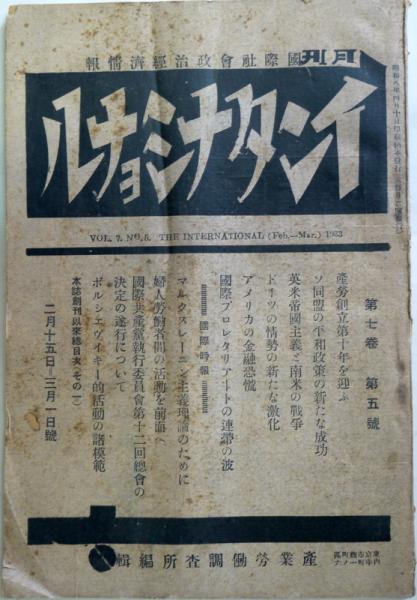 月刊 國際社會政治經濟情報
インタナショナル
VOL. 7. No. 5. THE INTERNATIONAL (Feb.—Mar.) 1933
第七卷 第五號
產勞創立第十年を迎ふ
ソ同盟の平和政策の新たな成功
英米帝國主義と南米の戰爭
ドイツの情勢の新たな激化
アメリカの金融恐慌
國際プロレタリアートの連帶の波
國際時報
マルクスレーニン主義理論のために
婦人勞働者間の活動を前面へ
國際共產黨執行委員會第十二回總會の
決定の遂行について
ボルシェヴィキー的活動の諸模範
本誌創刊以來總目次(その一)
二月十五日—三月一日號
產業勞働調査所編輯